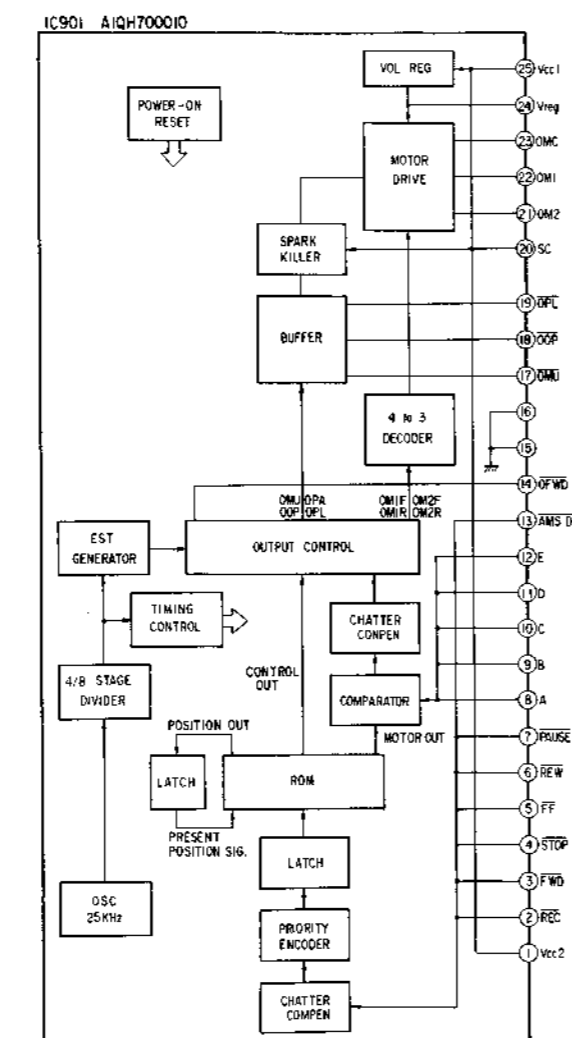 IC901 AIQH700010
VOL REG
POWER-ON
RESET
MOTOR
DRIVE
SPARK
KILLER
BUFFER
4 to 3
DECODER
OMU OPA
OOP OPL
OM1F OM2F
OM1R OM2R
EST
GENERATOR
OUTPUT CONTROL
TIMING
CONTROL
CHATTER
CONPEN
4/8 STAGE
DIVIDER
CONTROL
OUT
COMPARATOR
POSITION OUT
MOTOR OUT
LATCH
ROM
PRESENT
POSITION SIG.
LATCH
OSC
25KHz
PRIORITY
ENCODER
CHATTER
COMPEN
25 Vcc1
24 Vreg
23 OMC
22 OM1
21 OM2
20 SC
19 OPL
18 OOP
17 OMU
16
15
14 OFWD
13 AMS D
12 E
11 D
10 C
9 B
8 A
7 PAUSE
6 REW
5 FF
4 STOP
3 FWD
2 REC
1 Vcc2